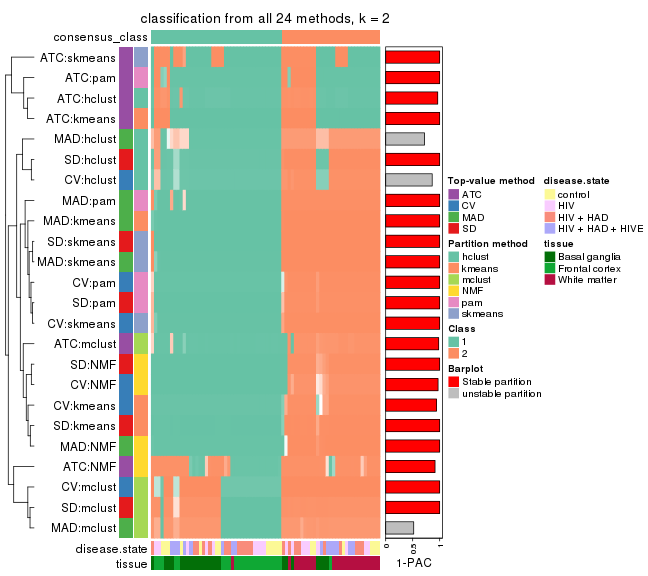 classification from all 24 methods, k = 2
consensus_class
ATC:skmeans
ATC:pam
ATC:hclust
ATC:kmeans
MAD:hclust
SD:hclust
CV:hclust
MAD:pam
MAD:kmeans
SD:skmeans
MAD:skmeans
CV:pam
SD:pam
CV:skmeans
ATC:mclust
SD:NMF
CV:NMF
CV:kmeans
SD:kmeans
MAD:NMF
ATC:NMF
CV:mclust
SD:mclust
MAD:mclust
disease.state
tissue
0
0.5
1
1-PAC
Top-value method
ATC
CV
MAD
SD
Partition method
hclust
kmeans
mclust
NMF
pam
skmeans
Class
1
2
Barplot
Stable partition
unstable partition
disease.state
control
HIV
HIV + HAD
HIV + HAD + HIVE
tissue
Basal ganglia
Frontal cortex
White matter